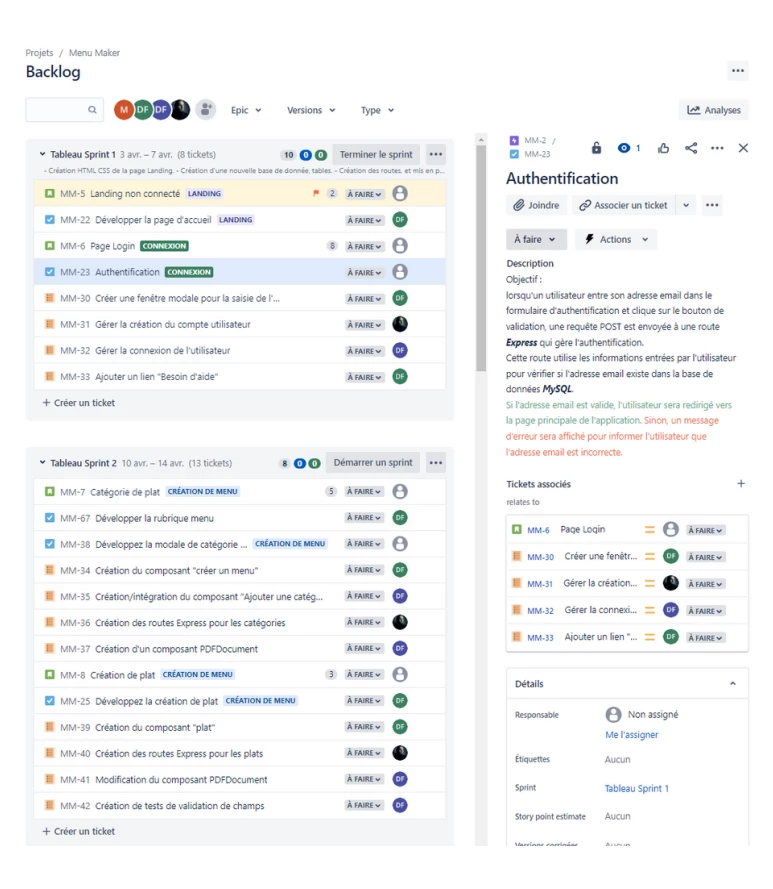 Projets / Menu Maker
Backlog
M DF DF
Epic Versions Type
Analyses
Tableau Sprint 1 3 avr. – 7 avr. (8 tickets) 10 0 0 Terminer le sprint
- Création HTML CSS de la page Landing. - Création d'une nouvelle base de donnée, tables. - Création des routes, et mis en p...
MM-5 Landing non connecté LANDING 2 À FAIRE
MM-22 Développer la page d'accueil LANDING À FAIRE DF
MM-6 Page Login CONNEXION 8 À FAIRE
MM-23 Authentification CONNEXION À FAIRE
MM-30 Créer une fenêtre modale pour la saisie de l'... À FAIRE DF
MM-31 Gérer la création du compte utilisateur À FAIRE
MM-32 Gérer la connexion de l'utilisateur À FAIRE DF
MM-33 Ajouter un lien "Besoin d'aide" À FAIRE DF
+ Créer un ticket
Tableau Sprint 2 10 avr. – 14 avr. (13 tickets) 8 0 0 Démarrer un sprint
MM-7 Catégorie de plat CRÉATION DE MENU 5 À FAIRE
MM-67 Développer la rubrique menu À FAIRE DF
MM-38 Développez la modale de catégorie ... CRÉATION DE MENU À FAIRE
MM-34 Création du composant "créer un menu" À FAIRE DF
MM-35 Création/intégration du composant "Ajouter une catég... À FAIRE DF
MM-36 Création des routes Express pour les catégories À FAIRE
MM-37 Création d'un composant PDFDocument À FAIRE DF
MM-8 Création de plat CRÉATION DE MENU 3 À FAIRE
MM-25 Développez la création de plat CRÉATION DE MENU À FAIRE DF
MM-39 Création du composant "plat" À FAIRE DF
MM-40 Création des routes Express pour les plats À FAIRE
MM-41 Modification du composant PDFDocument À FAIRE DF
MM-42 Création de tests de validation de champs À FAIRE DF
+ Créer un ticket
MM-2 /
MM-23
1
Authentification
Joindre Associer un ticket
À faire Actions
Description
Objectif :
lorsqu'un utilisateur entre son adresse email dans le
formulaire d'authentification et clique sur le bouton de
validation, une requête POST est envoyée à une route
Express qui gère l'authentification.
Cette route utilise les informations entrées par l'utilisateur
pour vérifier si l'adresse email existe dans la base de
données MySQL.
Si l'adresse email est valide, l'utilisateur sera redirigé vers
la page principale de l'application. Sinon, un message
d'erreur sera affiché pour informer l'utilisateur que
l'adresse email est incorrecte.
Tickets associés
relates to
MM-6 Page Login À FAIRE
MM-30 Créer une fenêtr... DF À FAIRE
MM-31 Gérer la création... À FAIRE
MM-32 Gérer la connexi... DF À FAIRE
MM-33 Ajouter un lien "... DF À FAIRE
Détails
Responsable Non assigné
Me l'assigner
Étiquettes Aucun
Sprint Tableau Sprint 1
Story point estimate Aucun
Versions corrigées Aucun